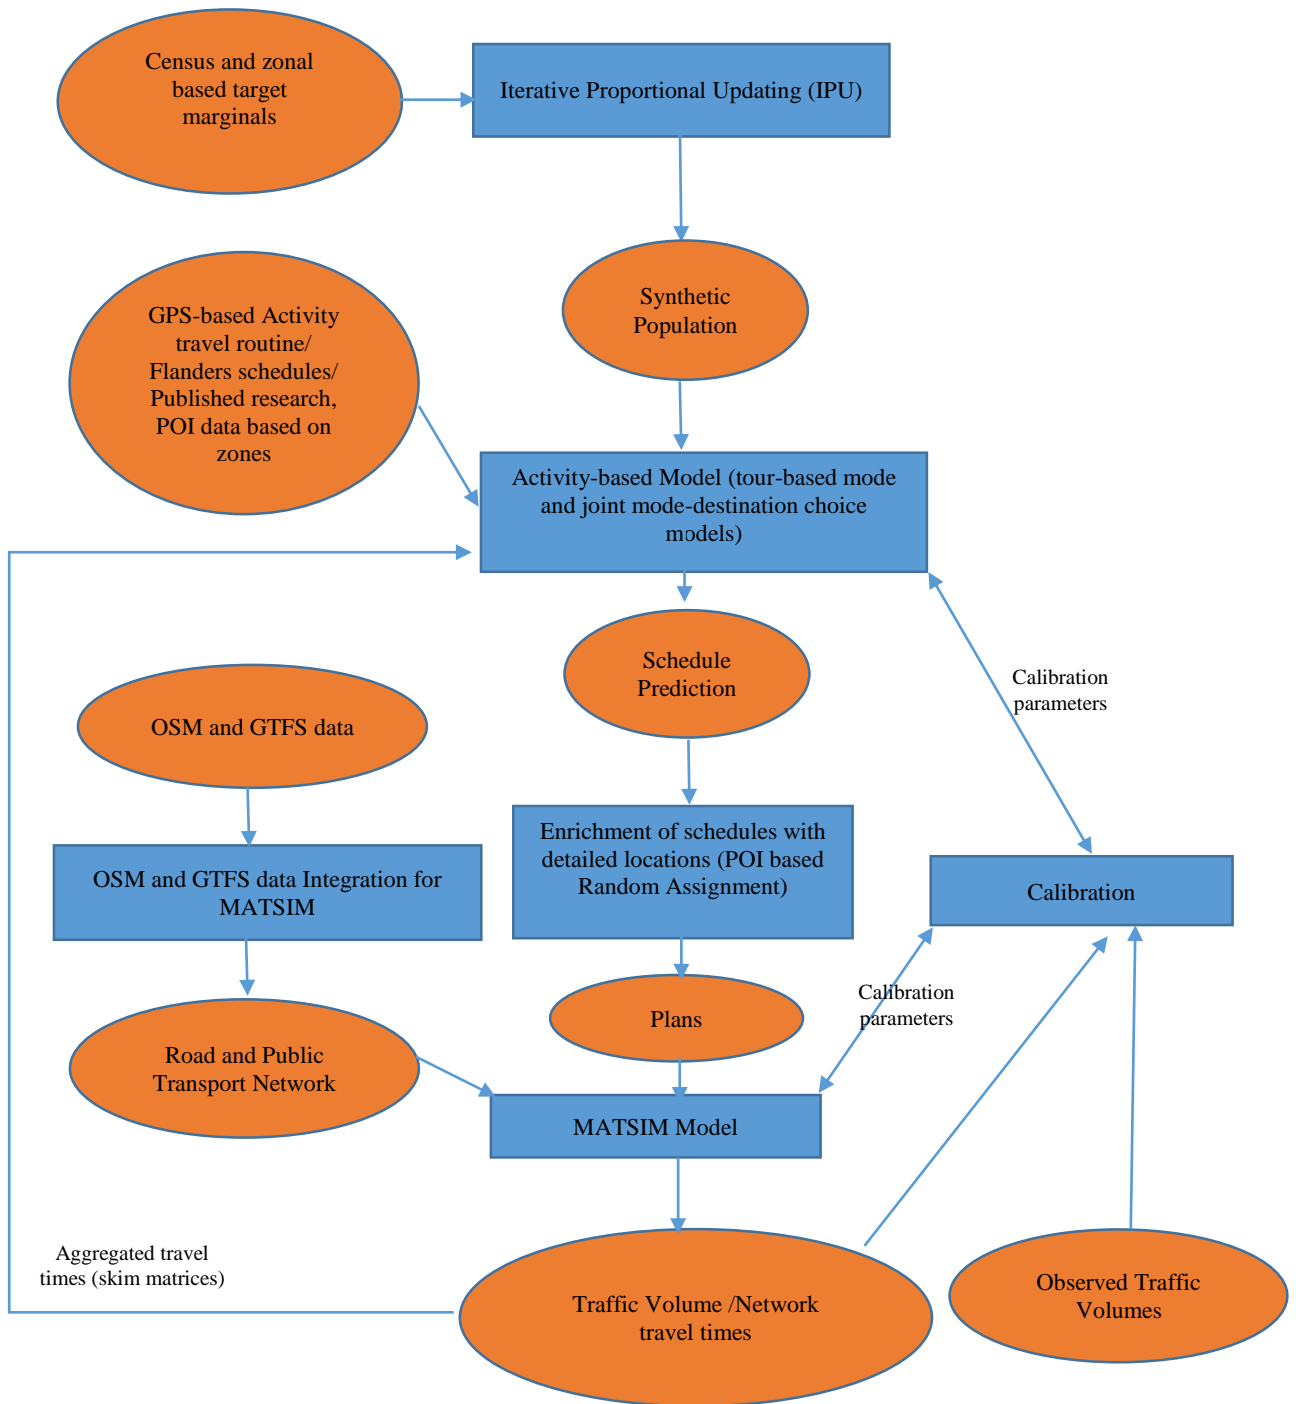 Census and zonal
based target
marginals
Iterative Proportional Updating (IPU)
Synthetic
Population
GPS-based Activity
travel routine/
Flanders schedules/
Published research,
POI data based on
zones
Activity-based Model (tour-based mode
and joint mode-destination choice
models)
Schedule
Prediction
Calibration
parameters
OSM and GTFS data
Enrichment of schedules with
detailed locations (POI based
Random Assignment)
OSM and GTFS data Integration for
MATSIM
Calibration
Calibration
parameters
Plans
Road and Public
Transport Network
MATSIM Model
Aggregated travel
times (skim matrices)
Traffic Volume /Network
travel times
Observed Traffic
Volumes